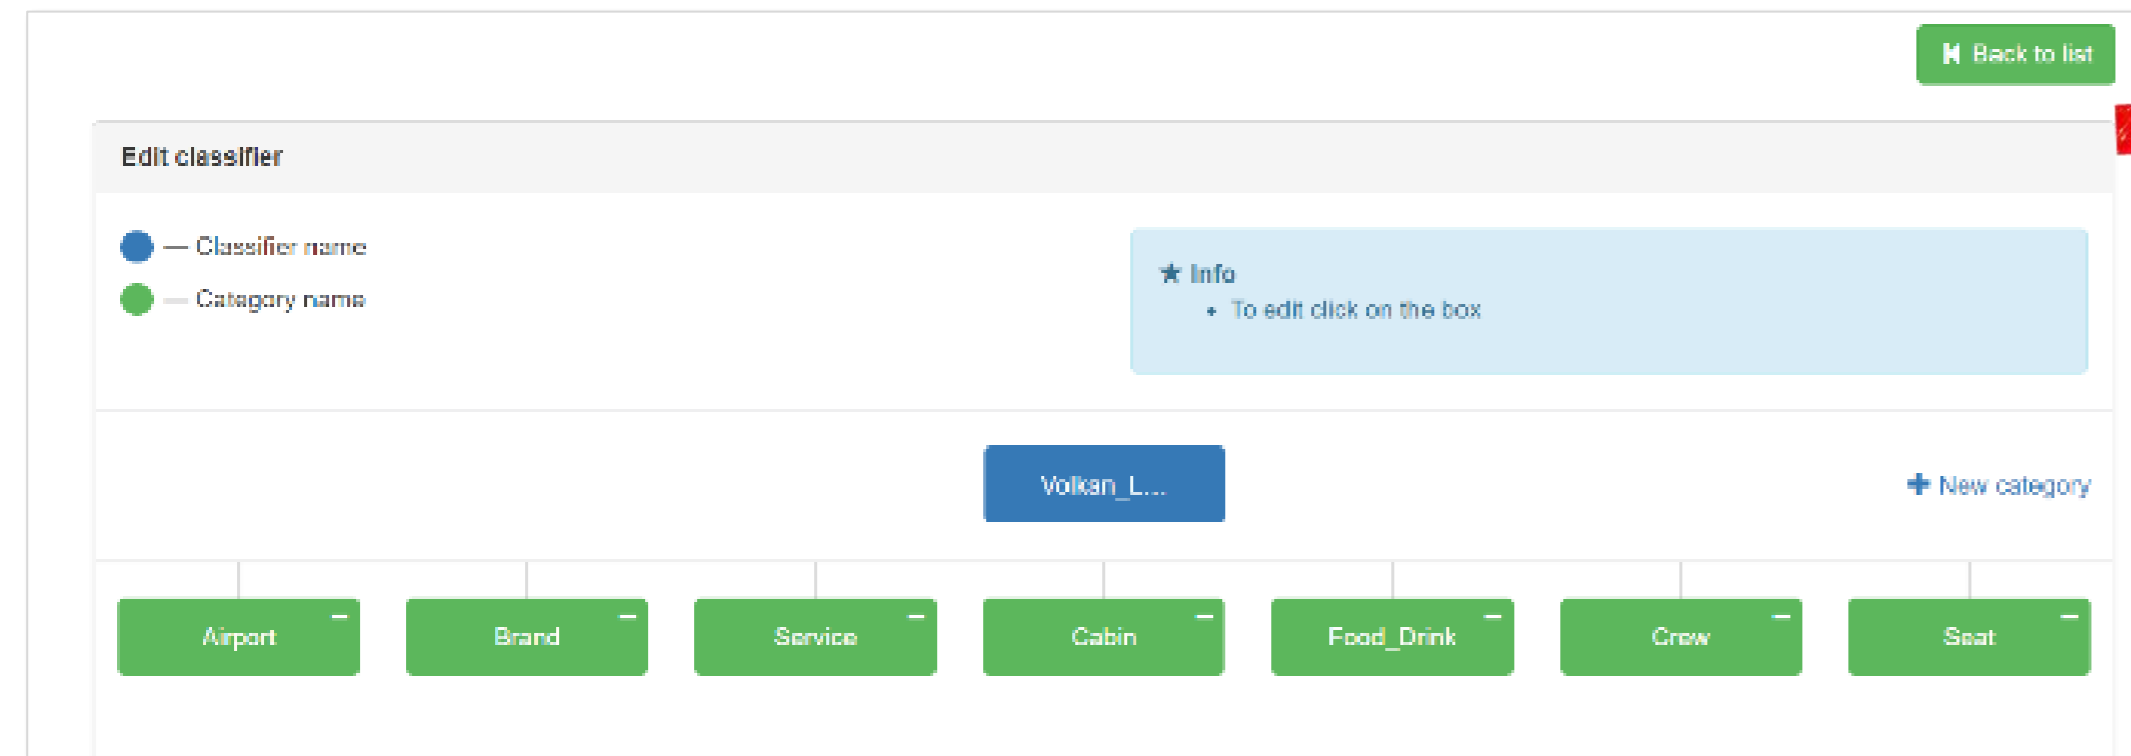 Back to list
Edit classifier
— Classifier name
— Category name
Info
• To edit click on the box
Volkan_L...
New category
Airport
Brand
Service
Cabin
Food_Drink
Crew
Seat